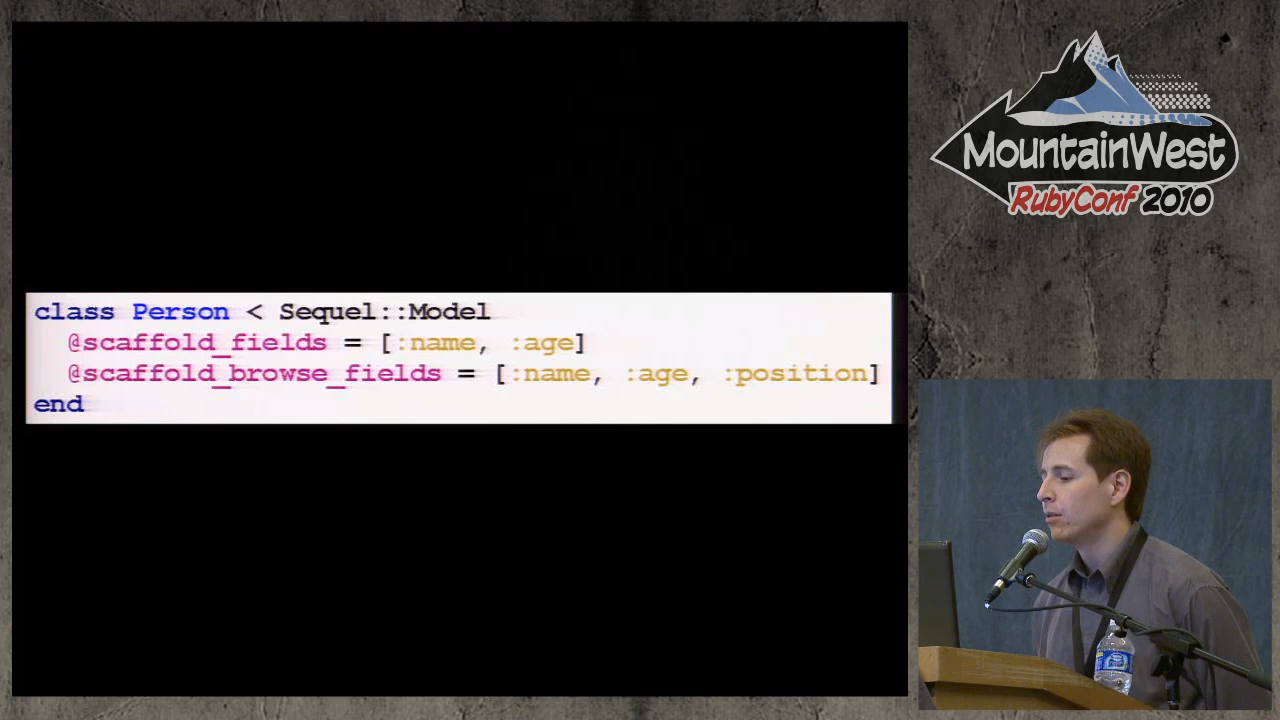 class Person < Sequel::Model
@scaffold_fields = [:name, :age]
@scaffold_browse_fields = [:name, :age, :position]
end
MountainWest
RubyConf 2010